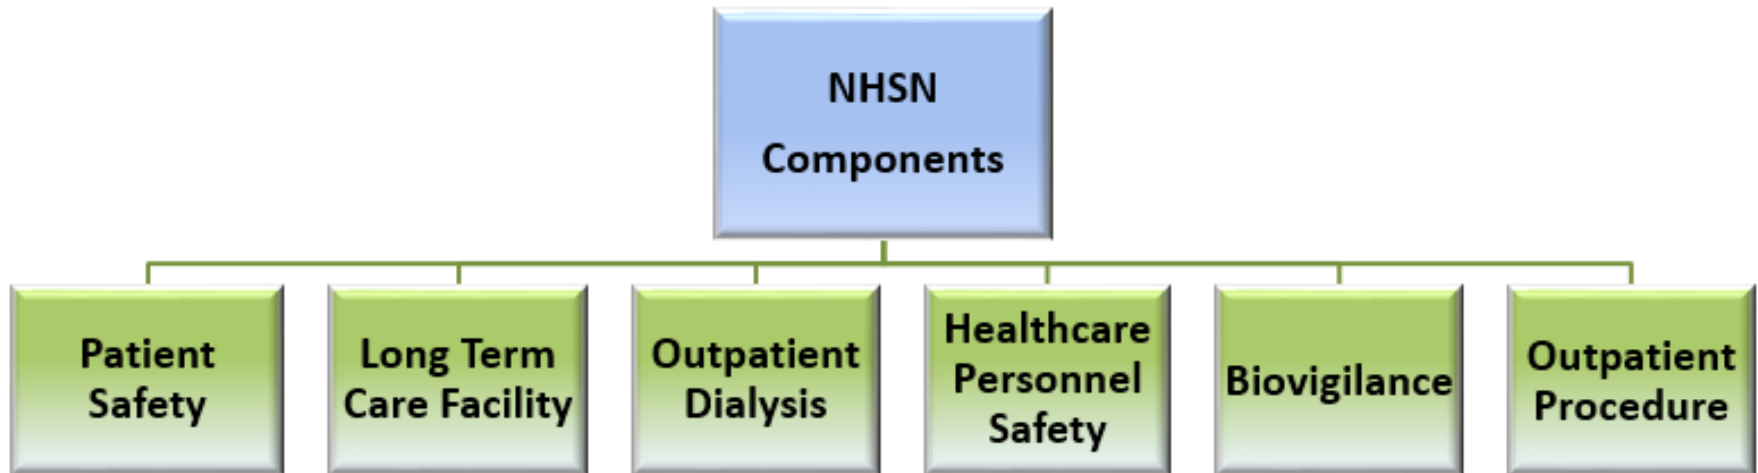 NHSN
Components
Patient
Safety
Long Term
Care Facility
Outpatient
Dialysis
Healthcare
Personnel
Safety
Biovigilance
Outpatient
Procedure